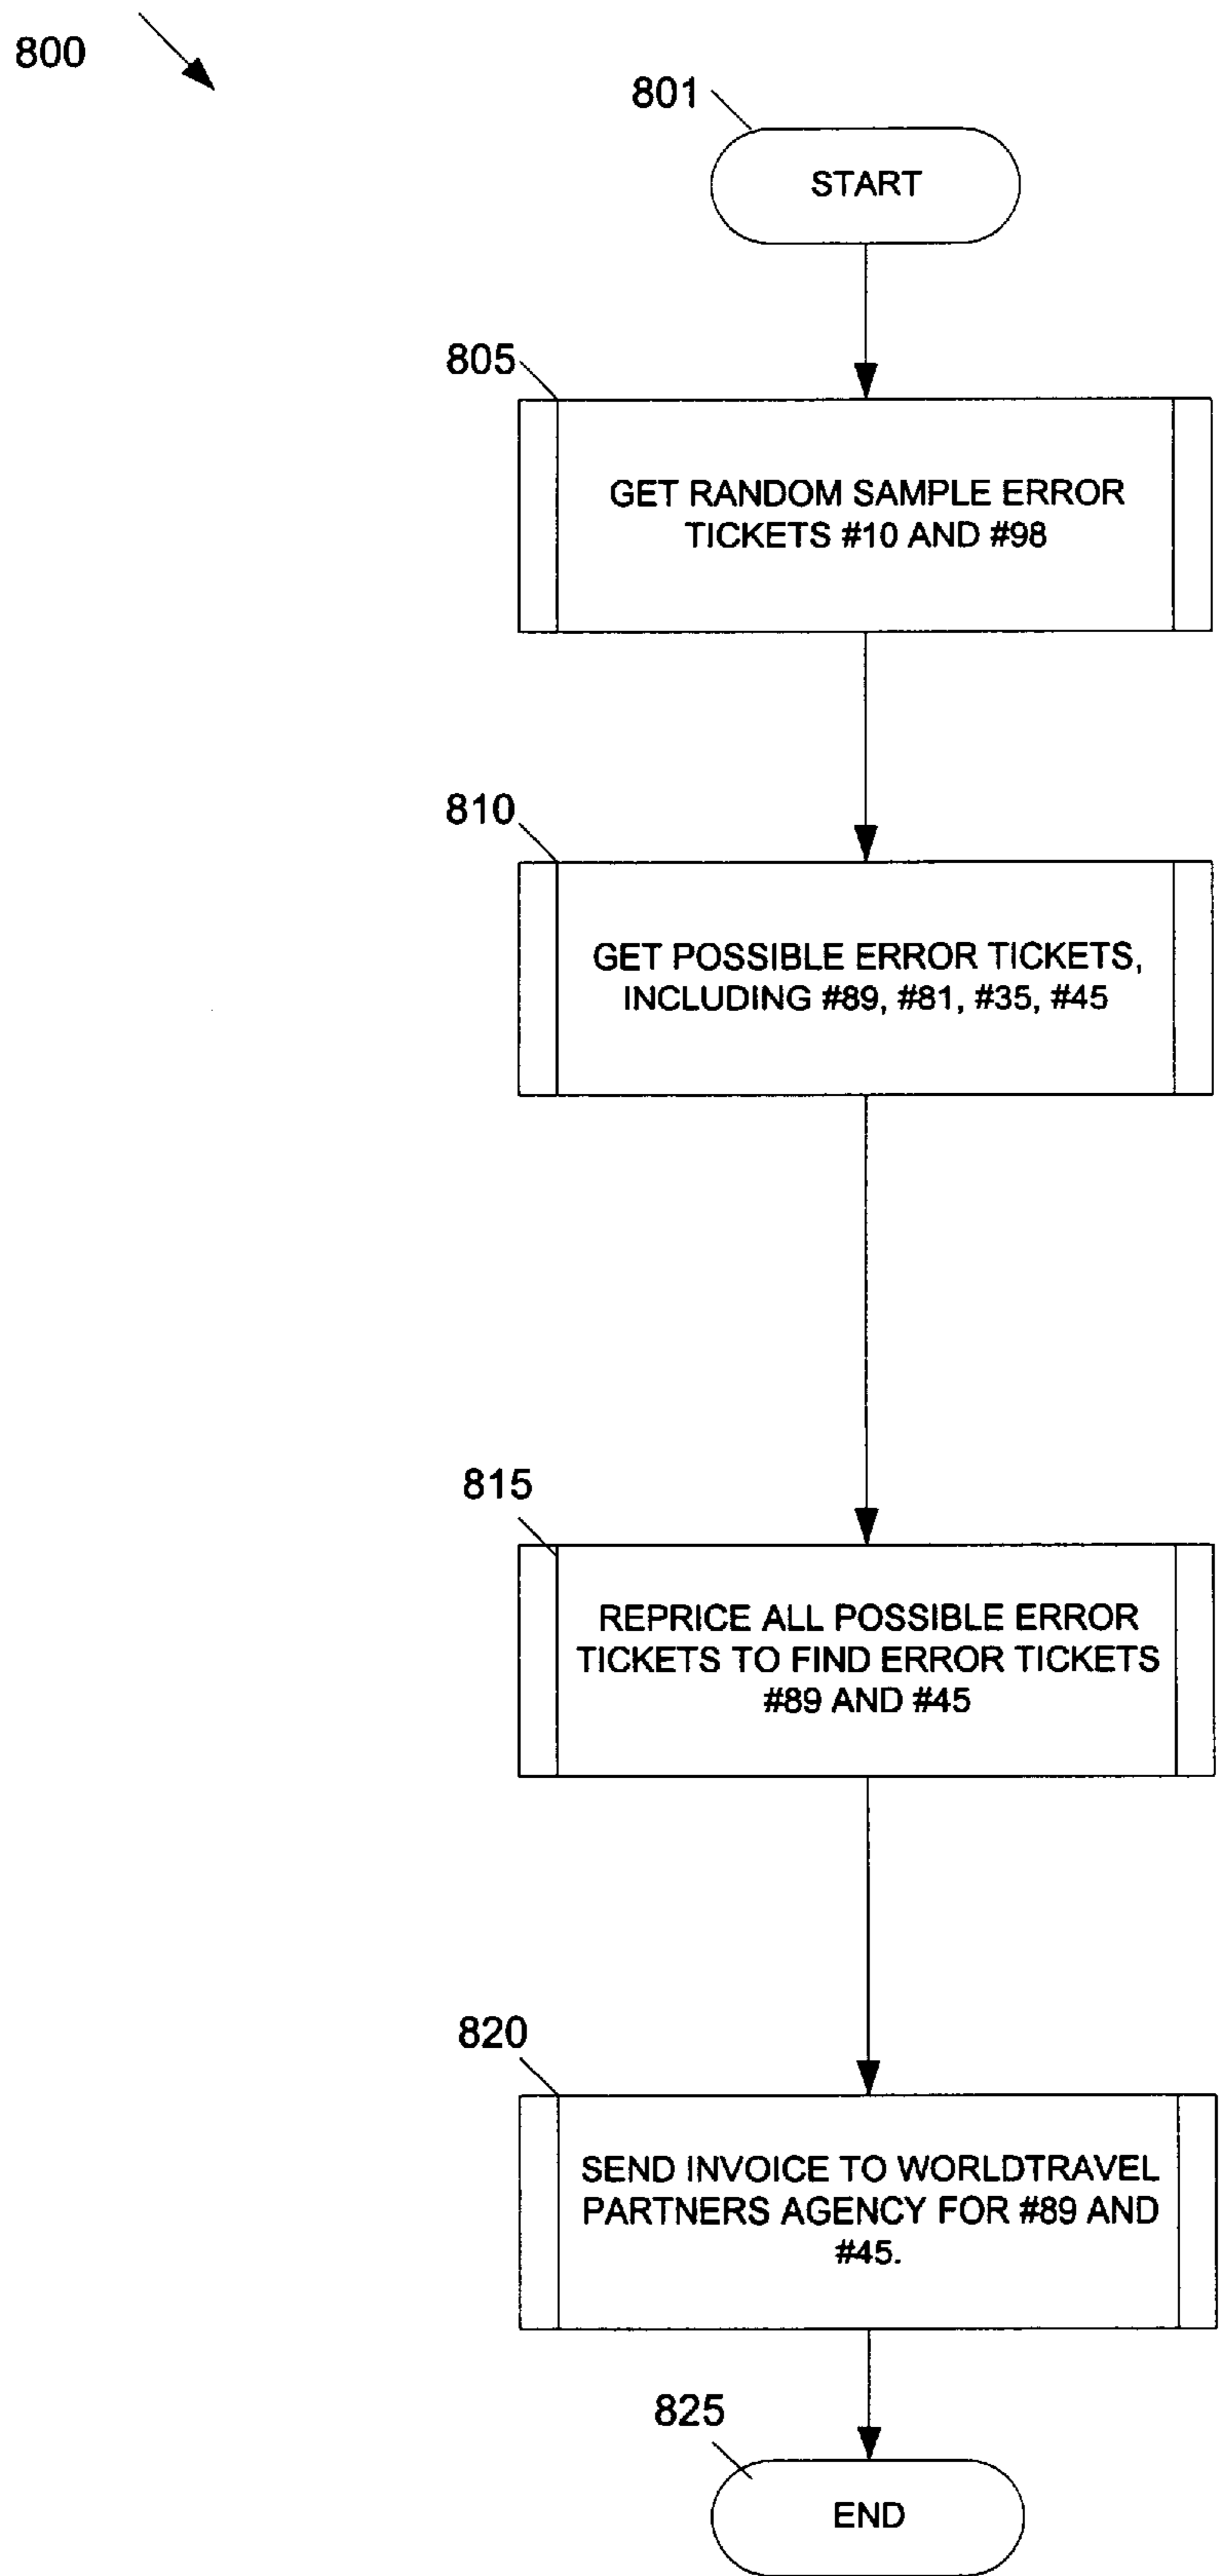 800
801
START
805
GET RANDOM SAMPLE ERROR
TICKETS #10 AND #98
810
GET POSSIBLE ERROR TICKETS,
INCLUDING #89, #81, #35, #45
815
REPRICE ALL POSSIBLE ERROR
TICKETS TO FIND ERROR TICKETS
#89 AND #45
820
SEND INVOICE TO WORLDTRAVEL
PARTNERS AGENCY FOR #89 AND
#45.
825
END